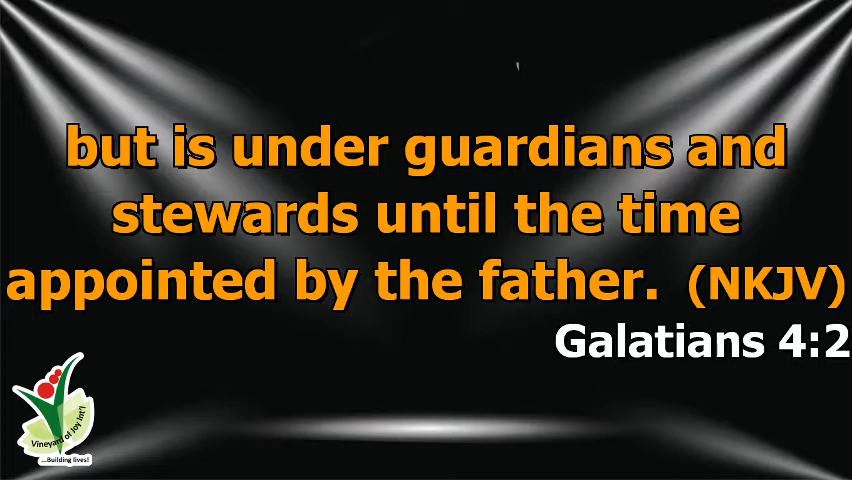 but is under guardians and
stewards until the time
appointed by the father. (NKJV)
Galatians 4:2
Vineyard of Joy Int'l
...Building lives!